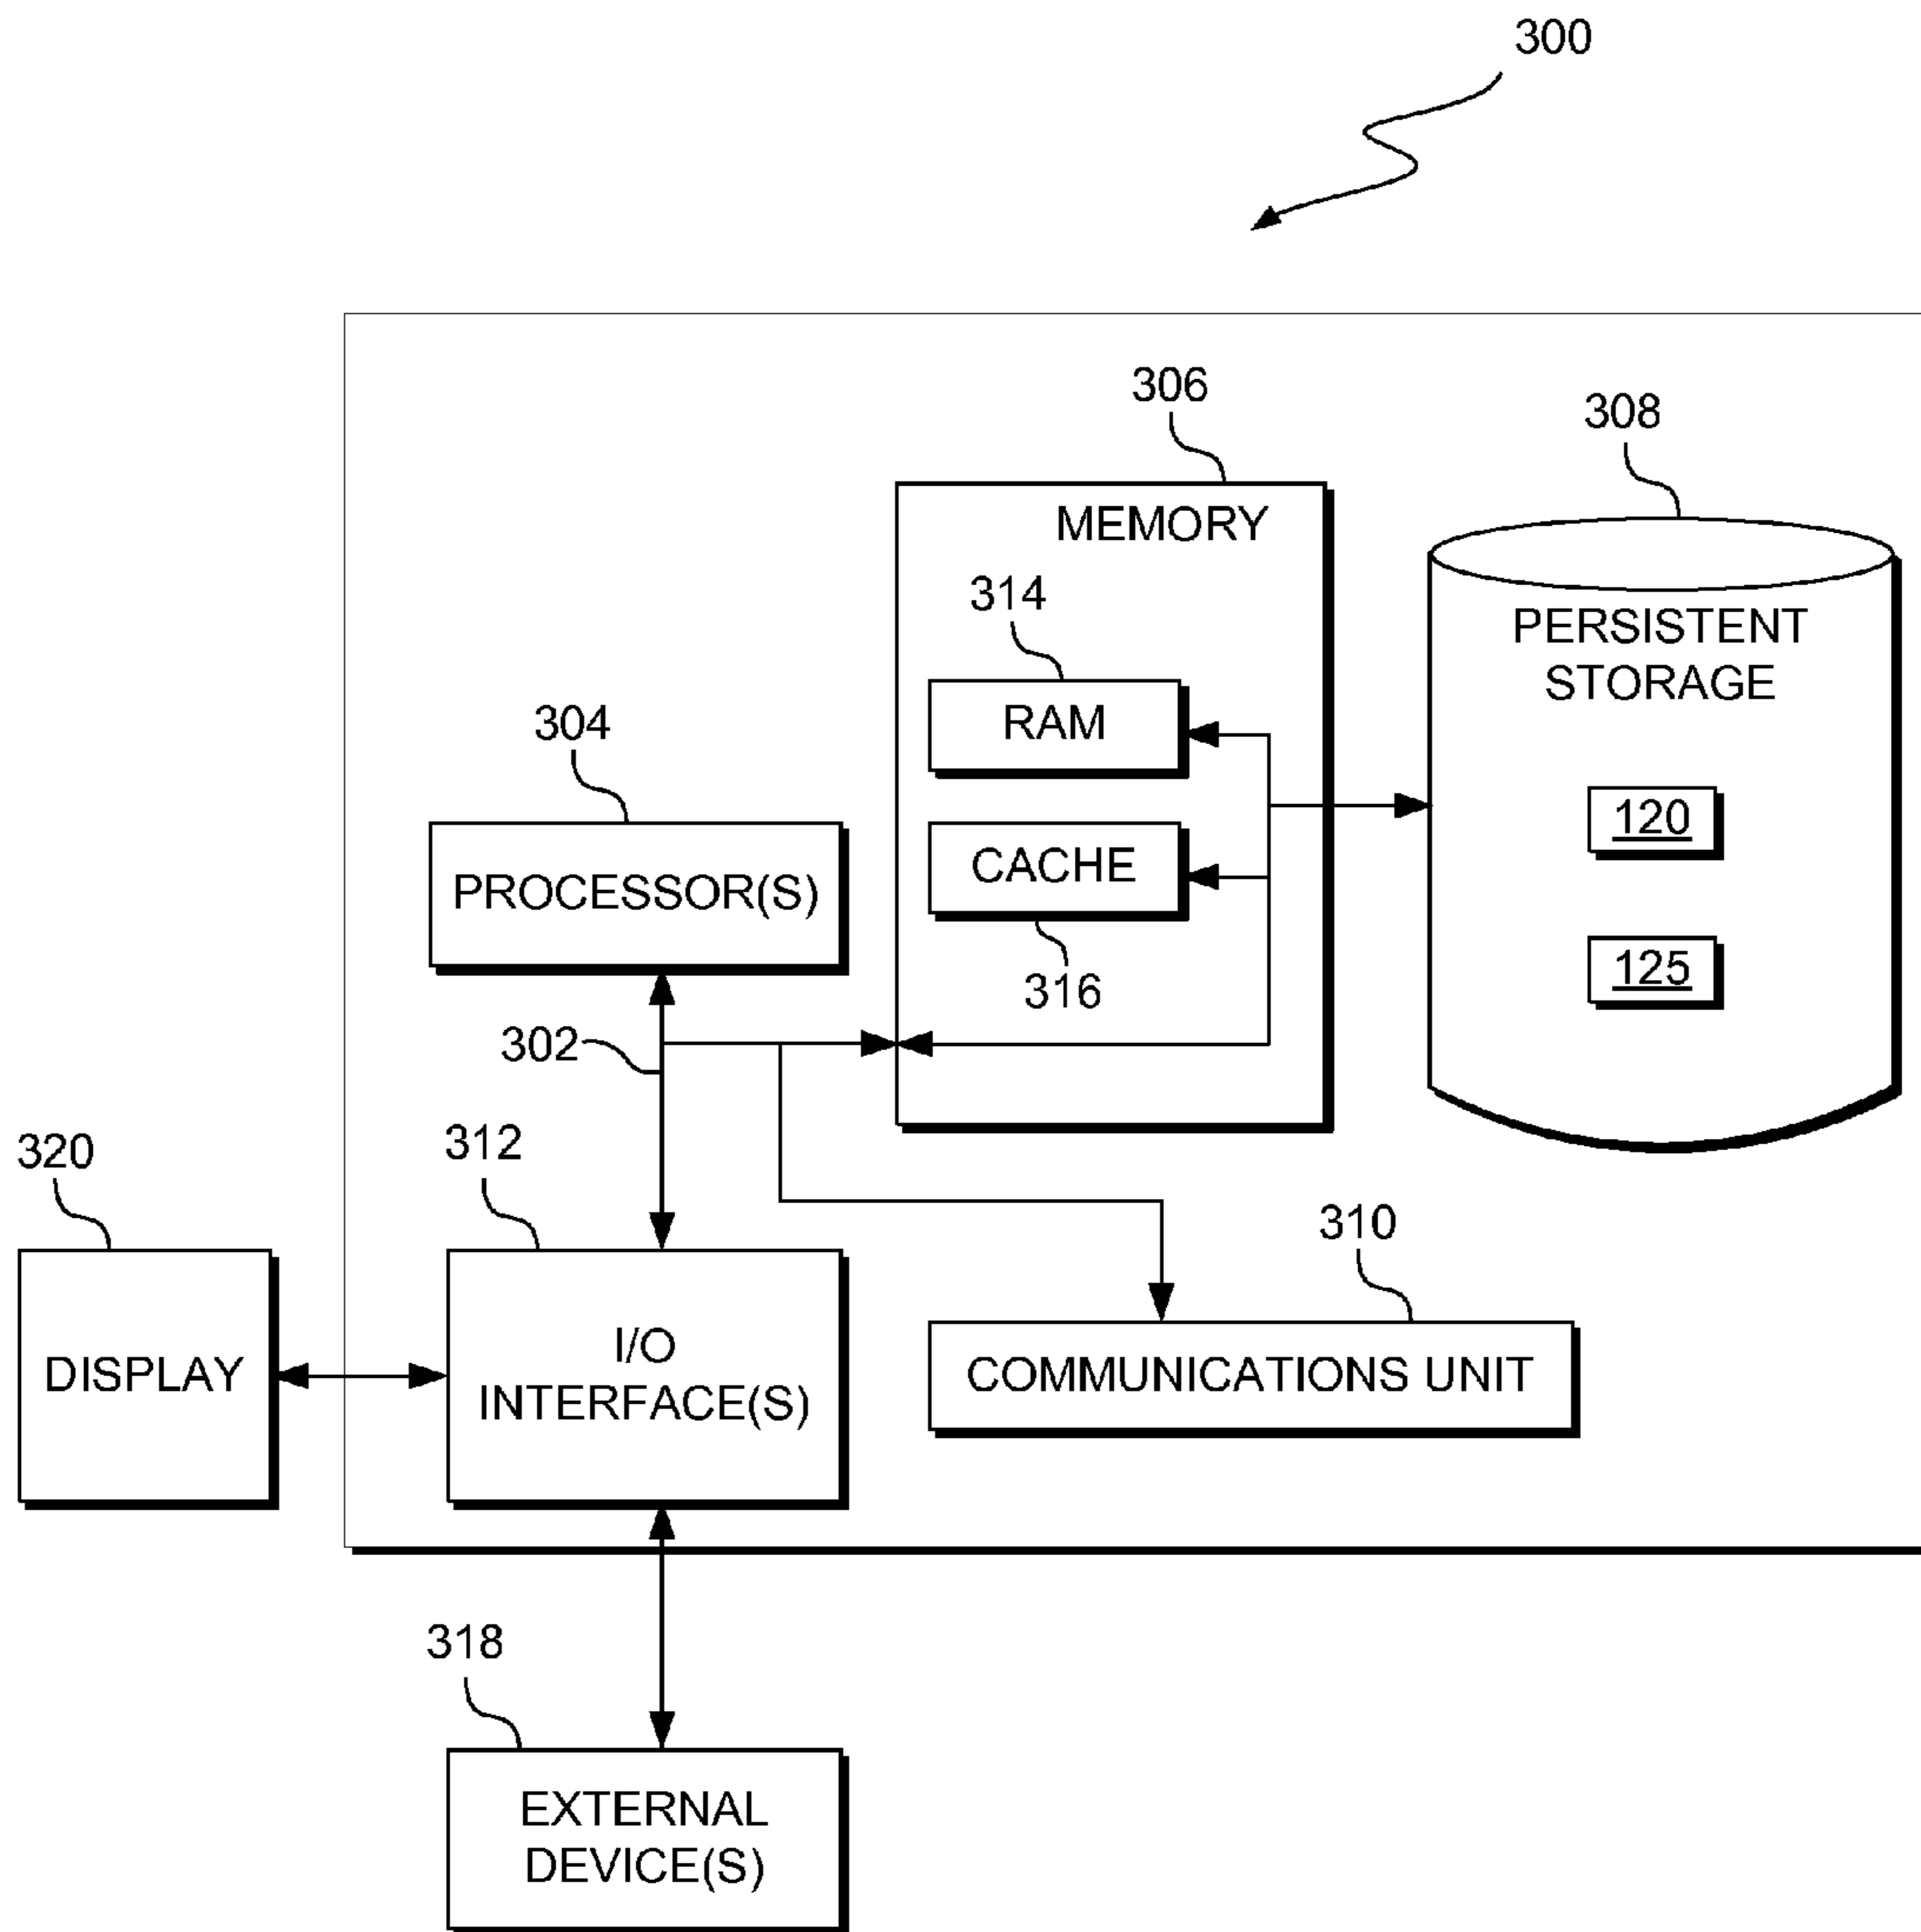 300
306
308
MEMORY
314
PERSISTENT
STORAGE
RAM
304
120
CACHE
PROCESSOR(S)
125
316
302
312
320
310
I/O
INTERFACE(S)
DISPLAY
COMMUNICATIONS UNIT
318
EXTERNAL
DEVICE(S)